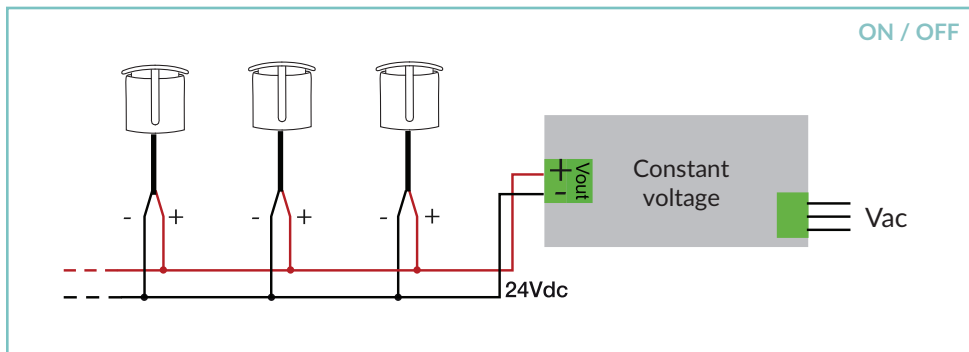 ON / OFF
Constant
voltage
+
-
Vout
Vac
- +
- +
- +
24Vdc